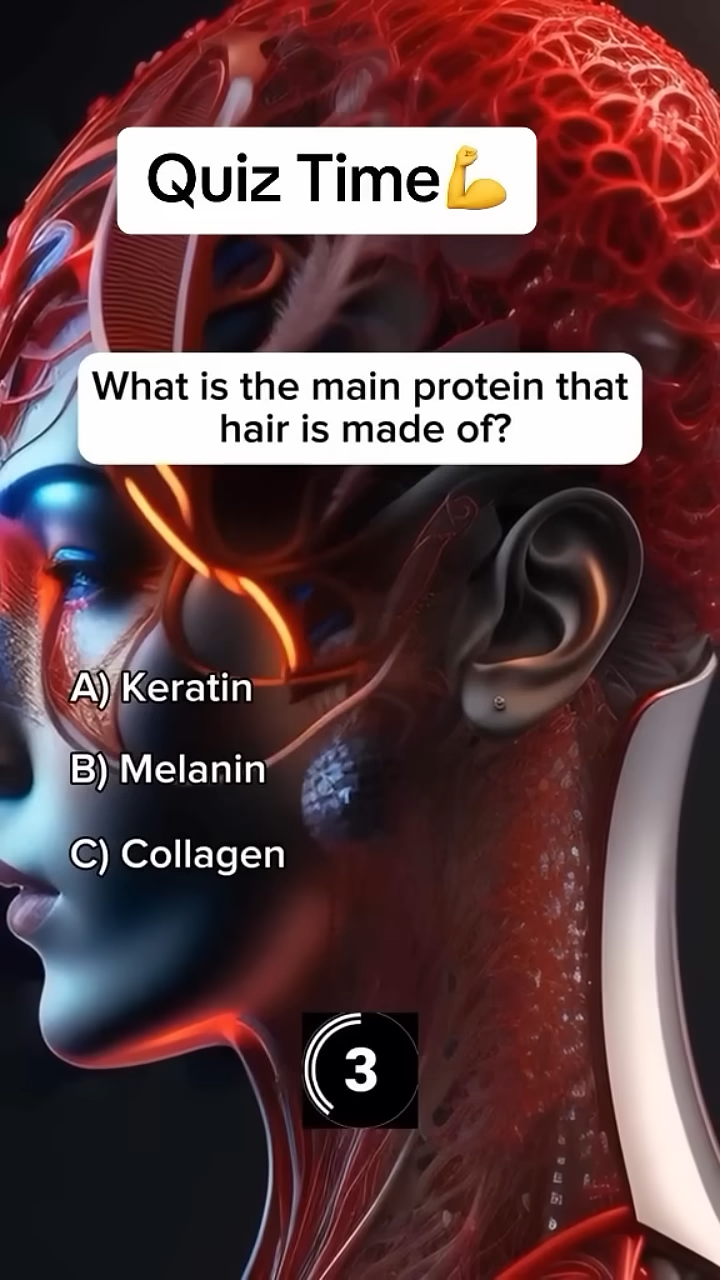 Quiz Time💪
What is the main protein that
hair is made of?
A) Keratin
B) Melanin
C) Collagen
3